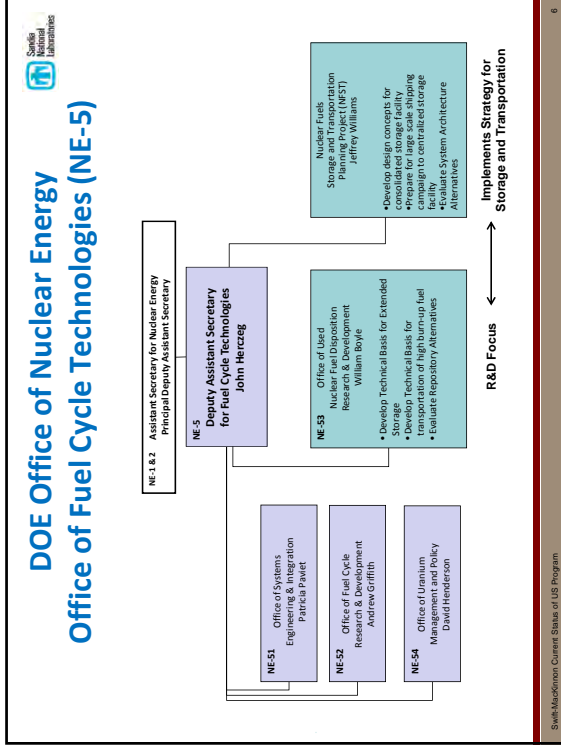 DOE Office of Nuclear Energy
Office of Fuel Cycle Technologies (NE-5)
Sandia
National
Laboratories
NE-1 & 2 Assistant Secretary for Nuclear Energy
Principal Deputy Assistant Secretary
NE-5
Deputy Assistant Secretary
for Fuel Cycle Technologies
John Herczeg
NE-51 Office of Systems
Engineering & Integration
Patricia Paviet
NE-52 Office of Fuel Cycle
Research & Development
Andrew Griffith
NE-54 Office of Uranium
Management and Policy
David Henderson
NE-53 Office of Used
Nuclear Fuel Disposition
Research & Development
William Boyle
• Develop Technical Basis for Extended
Storage
• Develop Technical Basis for
transportation of high burn-up fuel
• Evaluate Repository Alternatives
Nuclear Fuels
Storage and Transportation
Planning Project (NFST)
Jeffrey Williams
•Develop design concepts for
consolidated storage facility
•Prepare for large scale shipping
campaign to centralized storage
facility
•Evaluate System Architecture
Alternatives
R&D Focus
Implements Strategy for
Storage and Transportation
Swift-MacKinnon Current Status of US Program
6